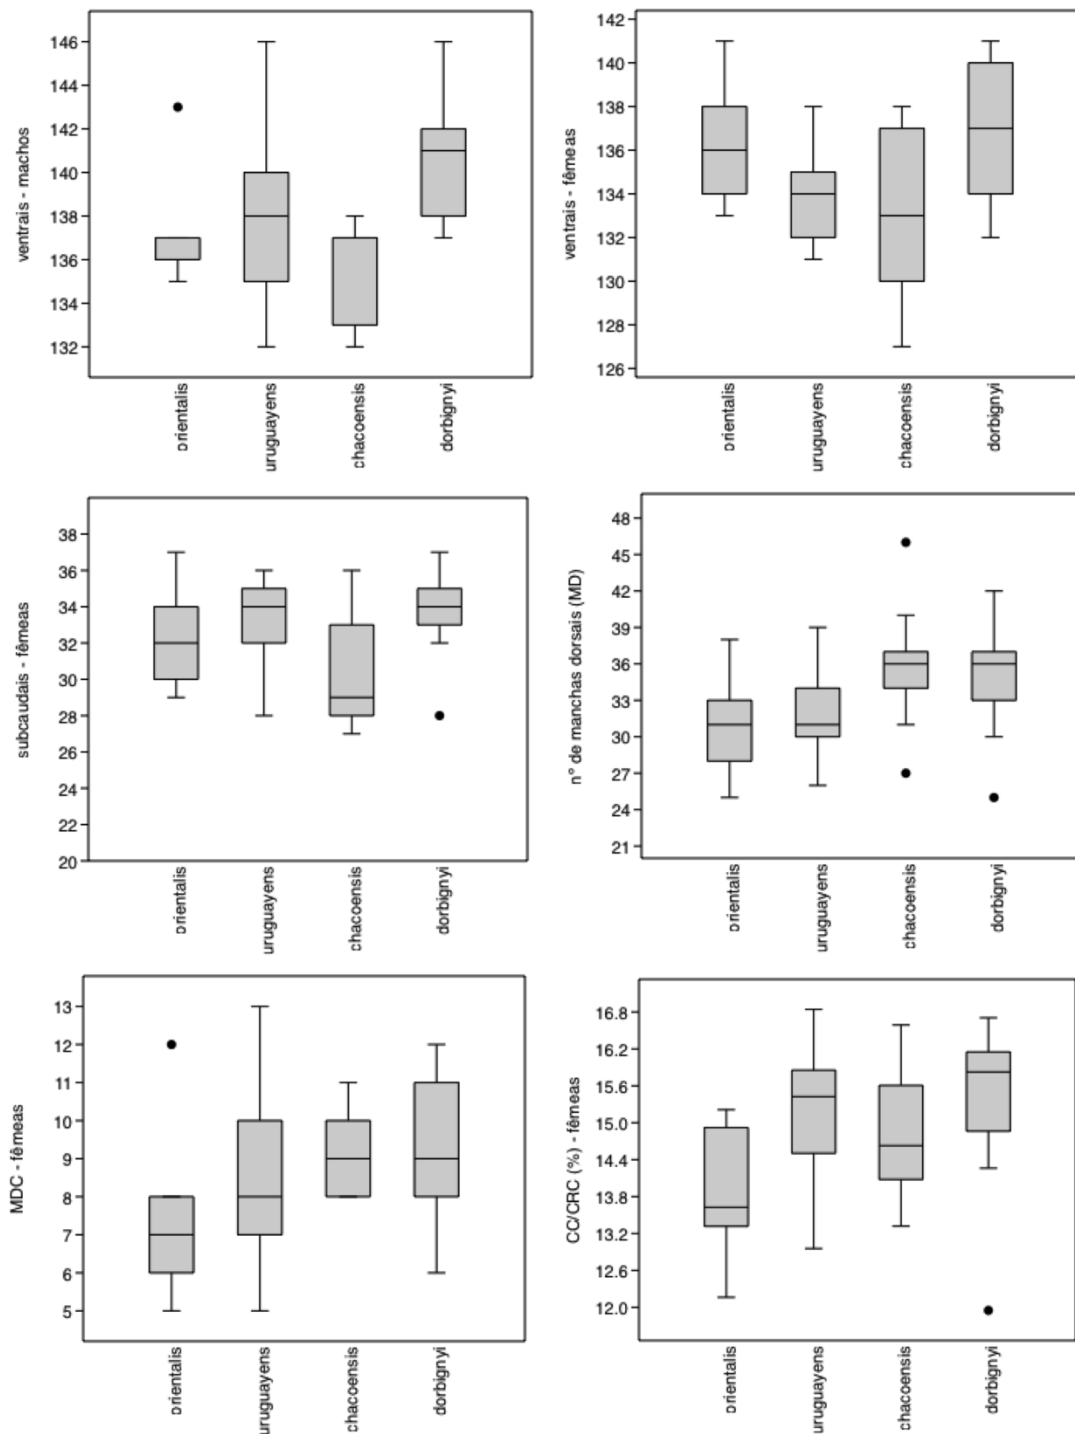 ventrais - machos
146
144
142
140
138
136
134
132
orientalis
uruguayens
chacoensis
dorbignyi
ventrais - fêmeas
142
140
138
136
134
132
130
128
126
orientalis
uruguayens
chacoensis
dorbignyi
subcaudais - fêmeas
38
36
34
32
30
28
26
24
22
20
orientalis
uruguayens
chacoensis
dorbignyi
nº de manchas dorsais (MD)
48
45
42
39
36
33
30
27
24
21
orientalis
uruguayens
chacoensis
dorbignyi
MDC - fêmeas
13
12
11
10
9
8
7
6
5
orientalis
uruguayens
chacoensis
dorbignyi
CC/CRC (%) - fêmeas
16.8
16.2
15.6
15.0
14.4
13.8
13.2
12.6
12.0
orientalis
uruguayens
chacoensis
dorbignyi